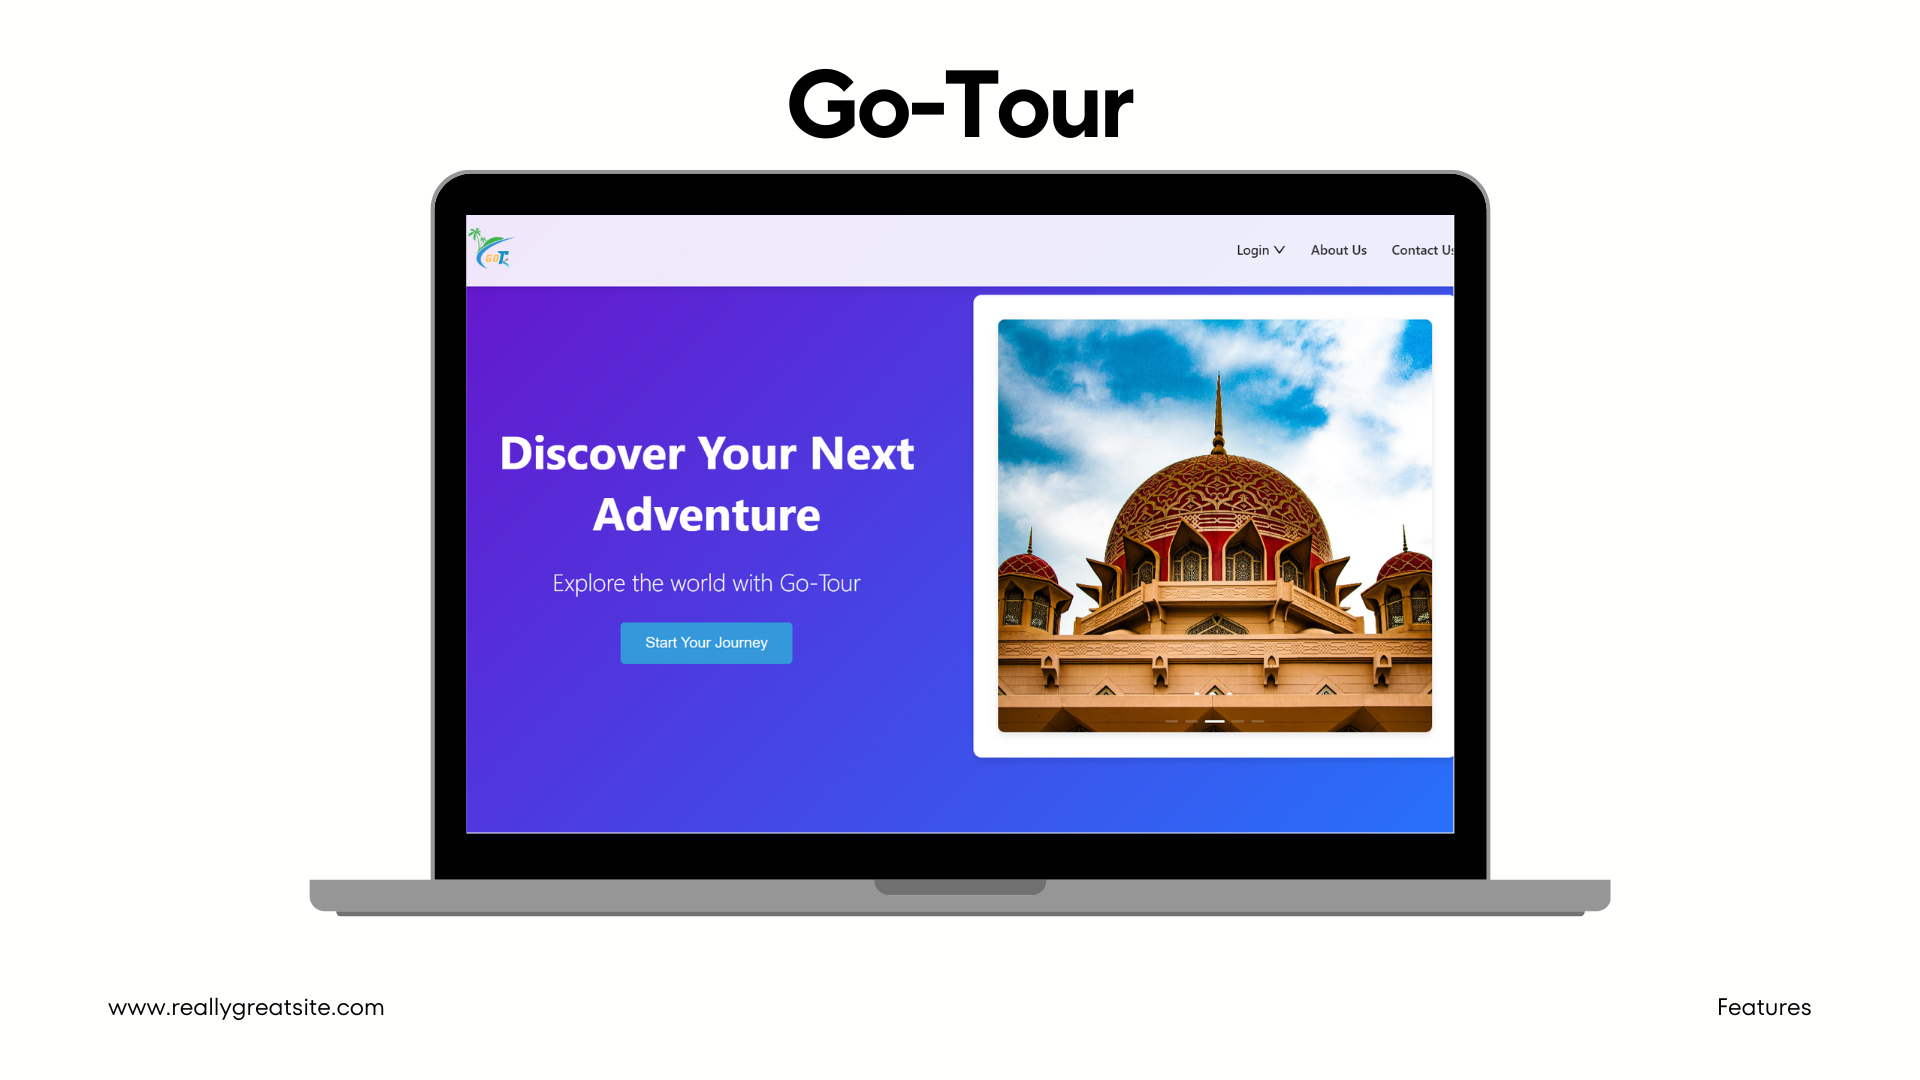 Go-Tour
GOT
Login
About Us
Contact Us
Discover Your Next
Adventure
Explore the world with Go-Tour
Start Your Journey
www.reallygreatsite.com
Features